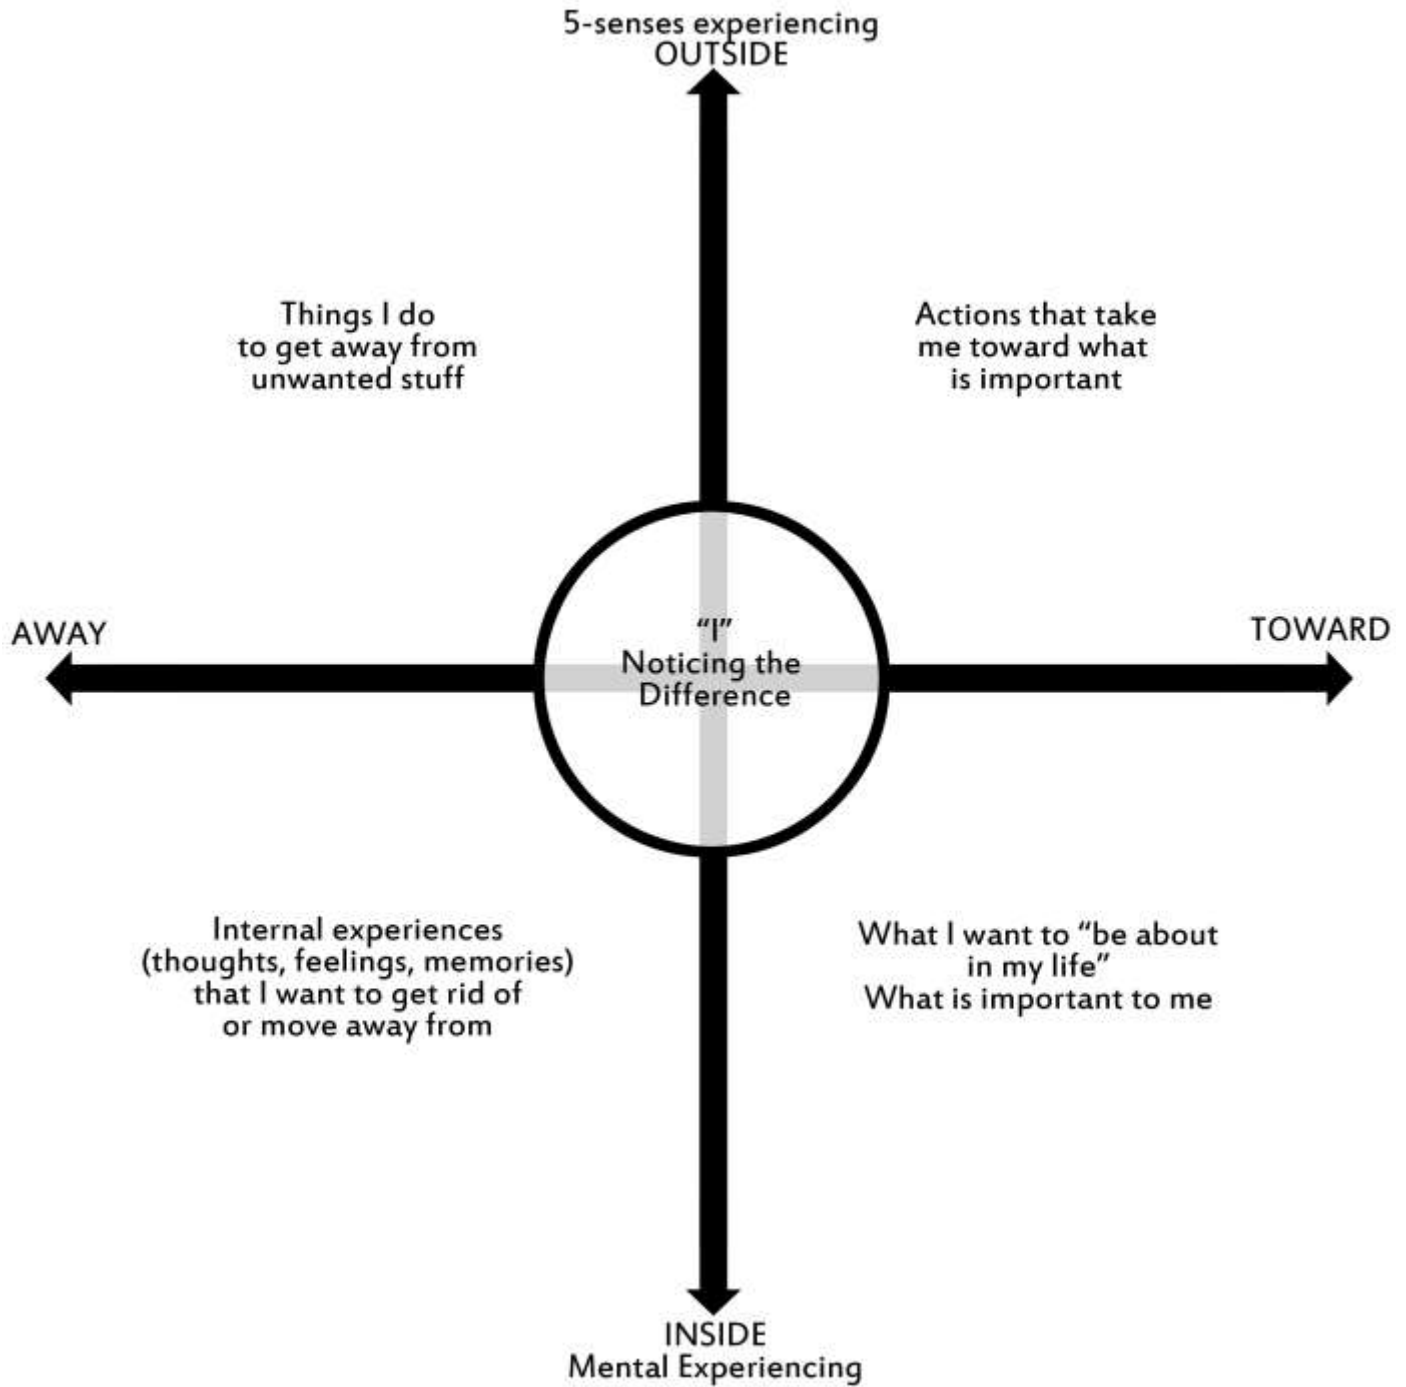 5-senses experiencing
OUTSIDE
Things I do
to get away from
unwanted stuff
Actions that take
me toward what
is important
AWAY
“I”
Noticing the
Difference
TOWARD
Internal experiences
(thoughts, feelings, memories)
that I want to get rid of
or move away from
What I want to “be about
in my life”
What is important to me
INSIDE
Mental Experiencing